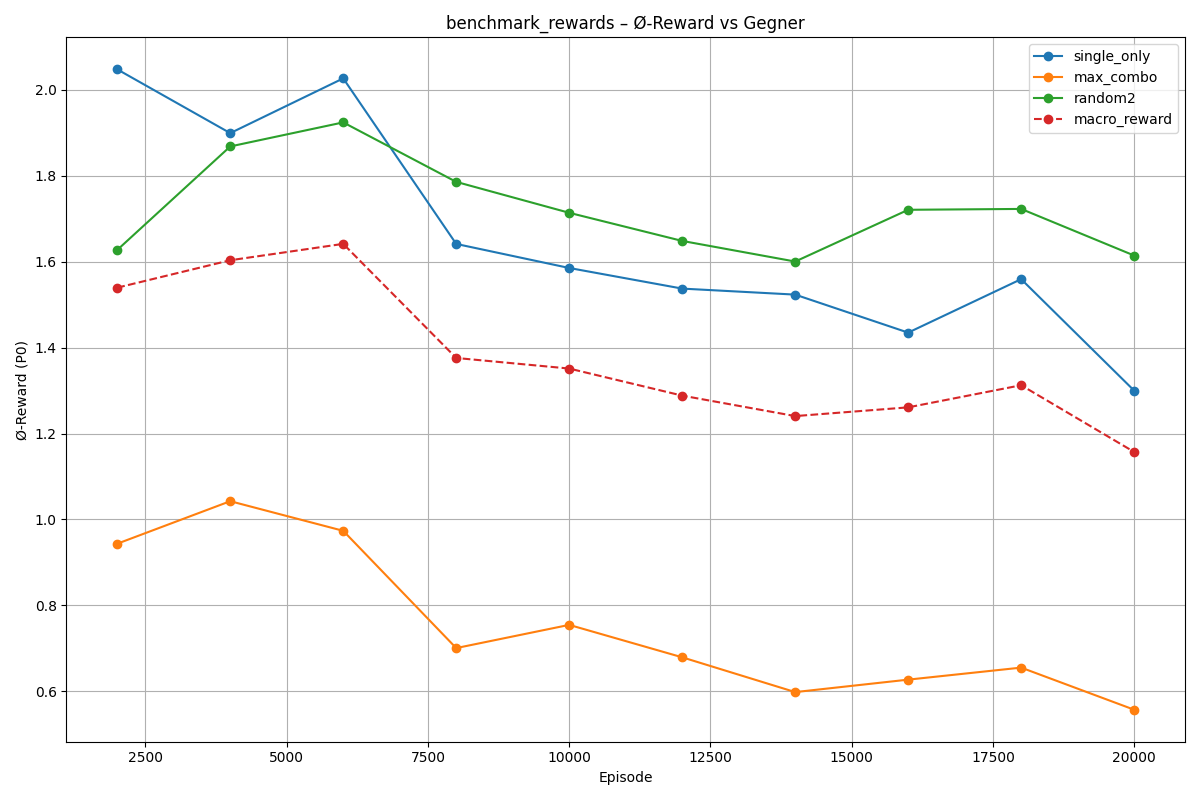 benchmark_rewards – Ø-Reward vs Gegner
single_only
max_combo
random2
macro_reward
Ø-Reward (P0)
2.0
1.8
1.6
1.4
1.2
1.0
0.8
0.6
2500
5000
7500
10000
12500
15000
17500
20000
Episode